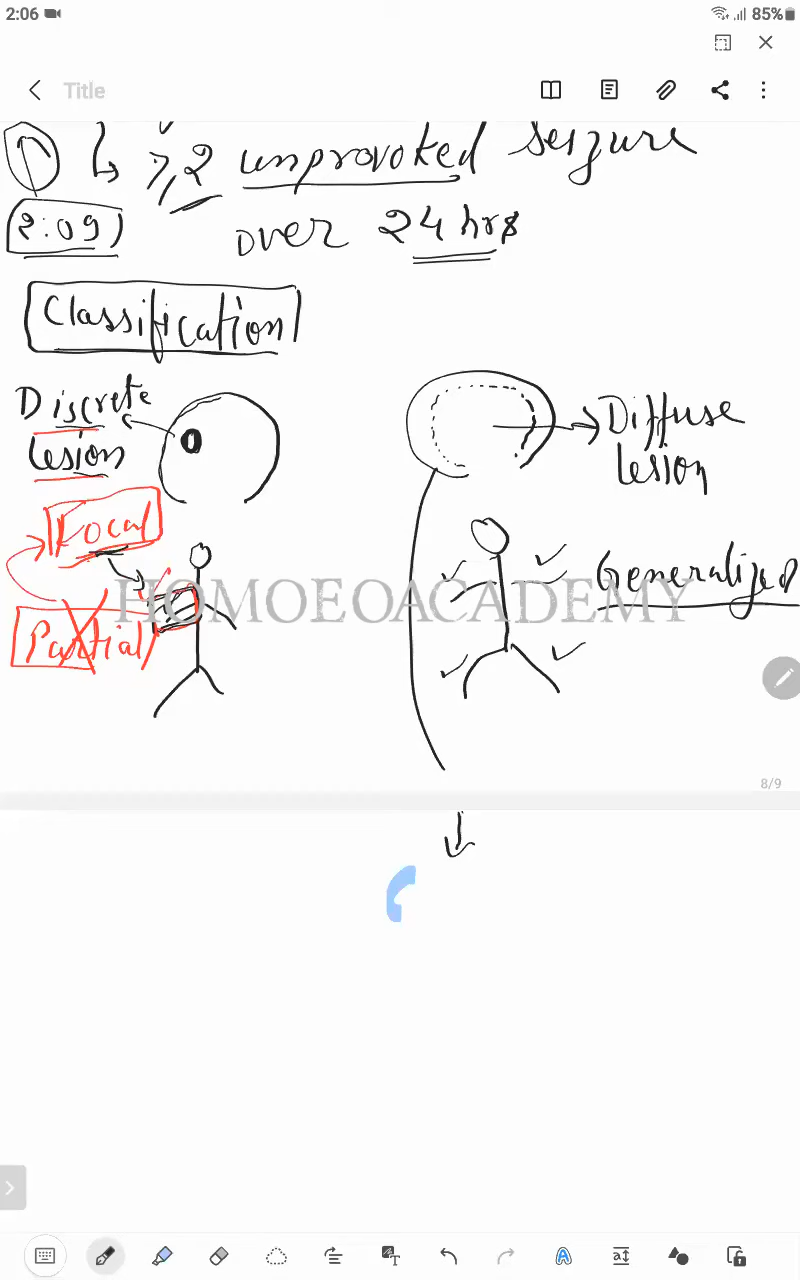 2:06 85%
Title
↳ ≥2 unprovoked seizure
2:09 over 24 hrs
Classification
Discrete
lesion
Diffuse
lesion
Focal
Generalized
HOMOEOACADEMY
Partial
8/9